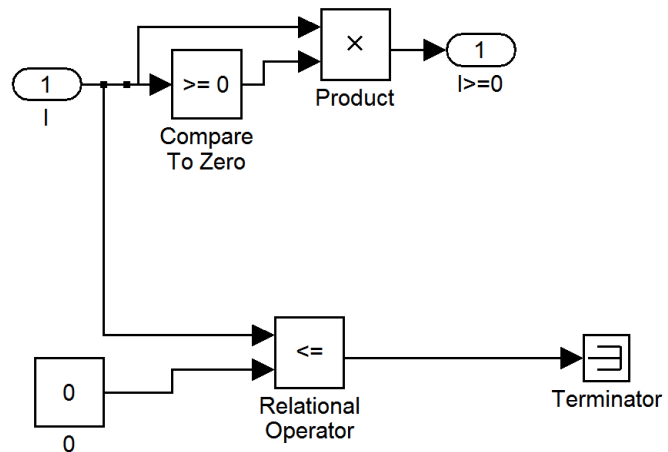 ×
1
>= 0
1
I
Product
I>=0
Compare
To Zero
<=
0
Relational
Operator
Terminator
0